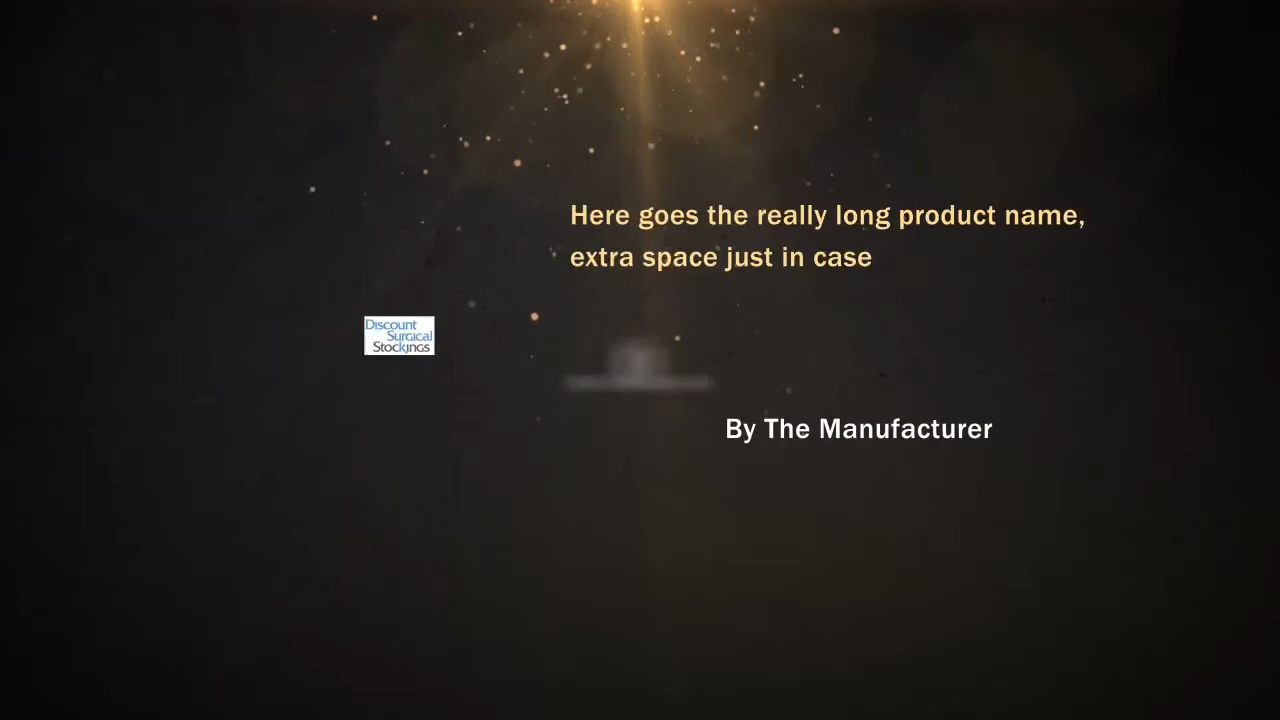 Here goes the really long product name,
extra space just in case
Discount
Surgical
Stockings
By The Manufacturer